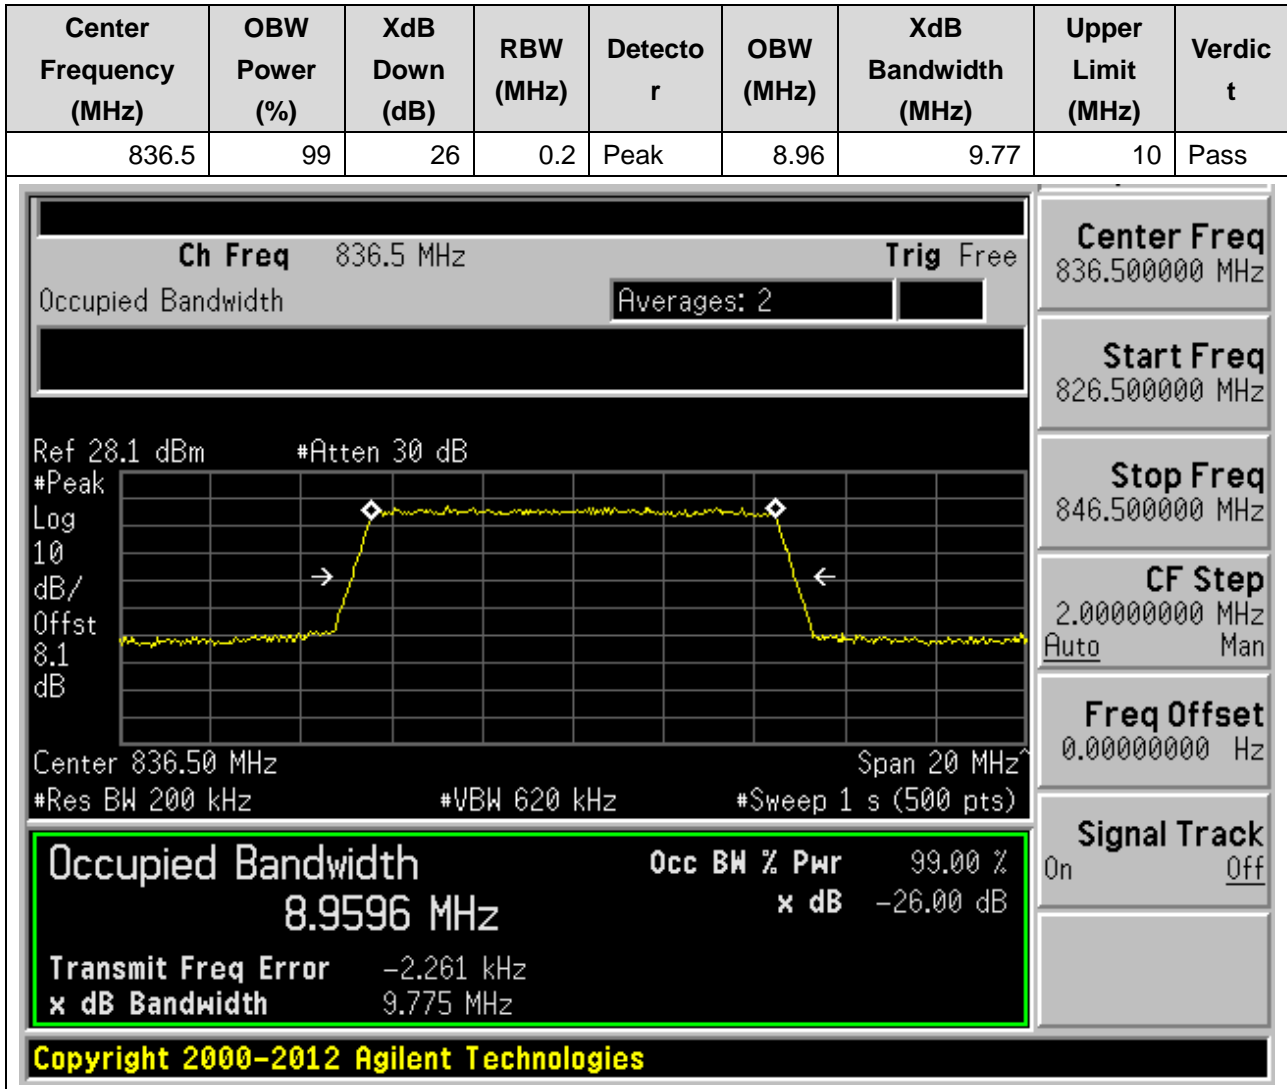 Center Frequency (MHz) OBW Power (%) XdB Down (dB) RBW (MHz) Detecto r OBW (MHz) XdB Bandwidth (MHz) Upper Limit (MHz) Verdic t
836.5 99 26 0.2 Peak 8.96 9.77 10 Pass
Ch Freq 836.5 MHz Trig Free
Occupied Bandwidth Averages: 2
Ref 28.1 dBm #Atten 30 dB
#Peak
Log
10
dB/
Offst
8.1
dB
Center 836.50 MHz Span 20 MHz^
#Res BW 200 kHz #VBW 620 kHz #Sweep 1 s (500 pts)
Occupied Bandwidth Occ BW % Pwr 99.00 %
8.9596 MHz x dB -26.00 dB
Transmit Freq Error -2.261 kHz
x dB Bandwidth 9.775 MHz
Copyright 2000-2012 Agilent Technologies
Center Freq
836.500000 MHz
Start Freq
826.500000 MHz
Stop Freq
846.500000 MHz
CF Step
2.00000000 MHz
Auto Man
Freq Offset
0.00000000 Hz
Signal Track
On Off